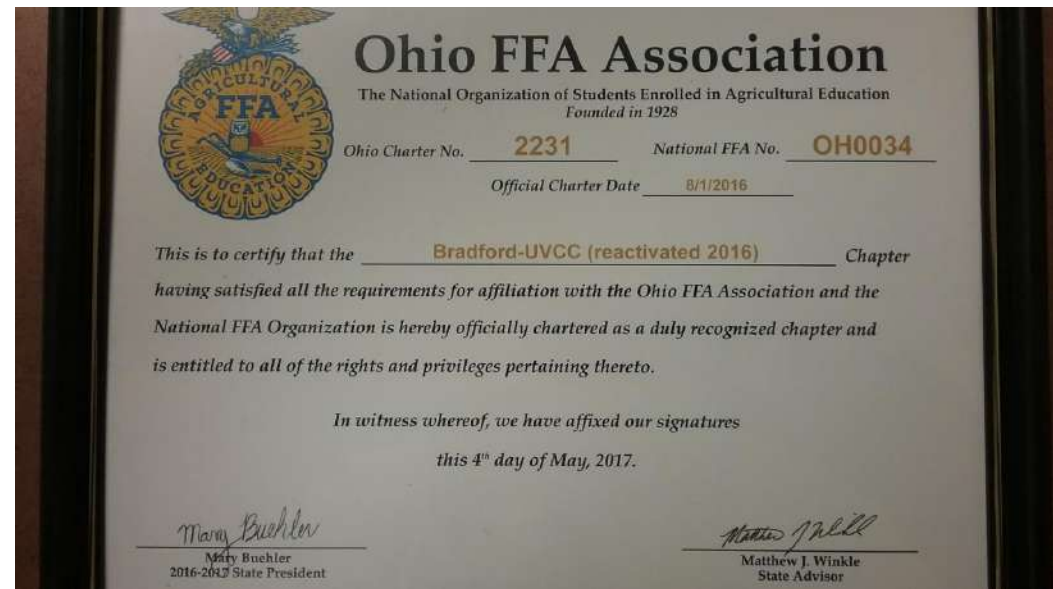 AGRICULTURAL
FFA
EDUCATION
Ohio FFA Association
The National Organization of Students Enrolled in Agricultural Education
Founded in 1928
Ohio Charter No. 2231 National FFA No. OH0034
Official Charter Date 8/1/2016
This is to certify that the Bradford-UVCC (reactivated 2016) Chapter
having satisfied all the requirements for affiliation with the Ohio FFA Association and the
National FFA Organization is hereby officially chartered as a duly recognized chapter and
is entitled to all of the rights and privileges pertaining thereto.
In witness whereof, we have affixed our signatures
this 4th day of May, 2017.
Mary Buehler
Mary Buehler
2016-2017 State President
Matthew J. Winkle
State Advisor